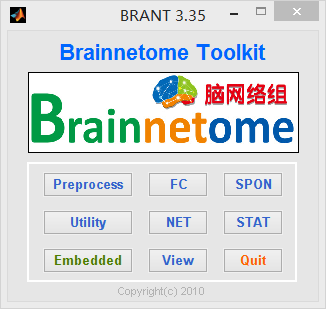 BRANT 3.35
Brainnetome Toolkit
脑网络组
Brainnetome
Preprocess FC SPON
Utility NET STAT
Embedded View Quit
Copyright(c) 2010